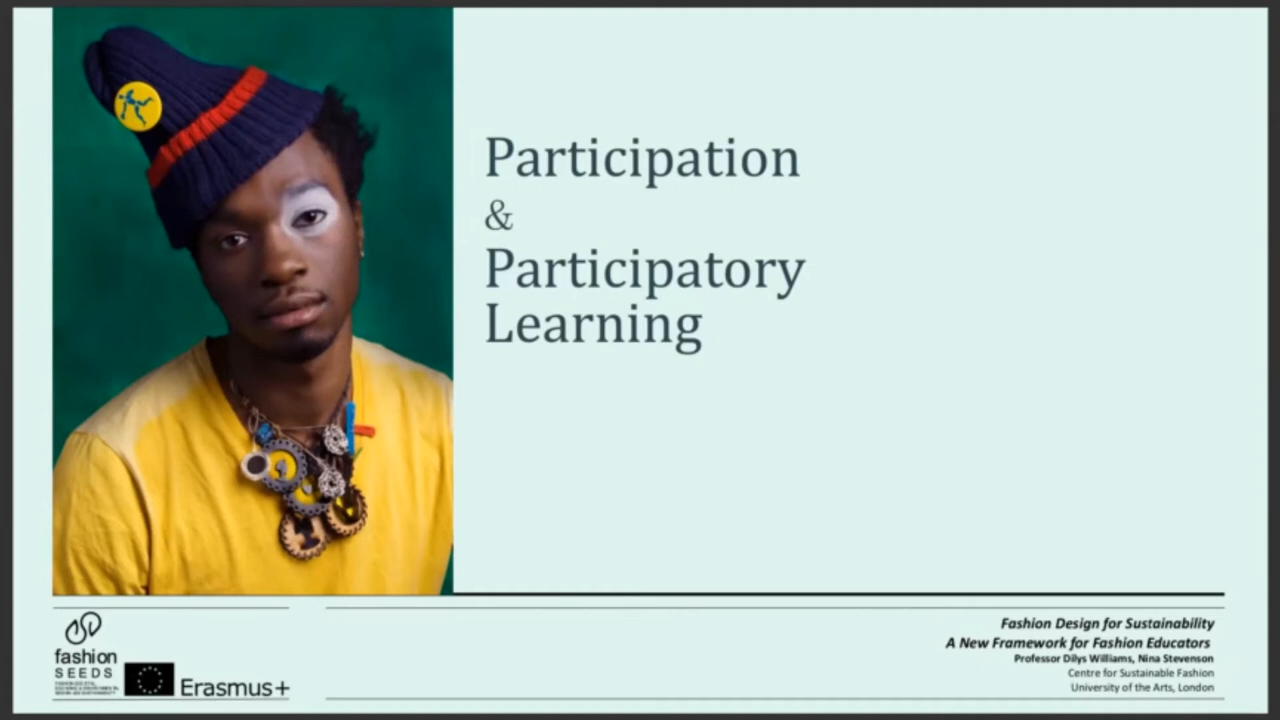 Participation
&
Participatory
Learning
fashion
SEEDS
Erasmus+
Fashion Design for Sustainability
A New Framework for Fashion Educators
Professor Dilys Williams, Nina Stevenson
Centre for Sustainable Fashion
University of the Arts, London